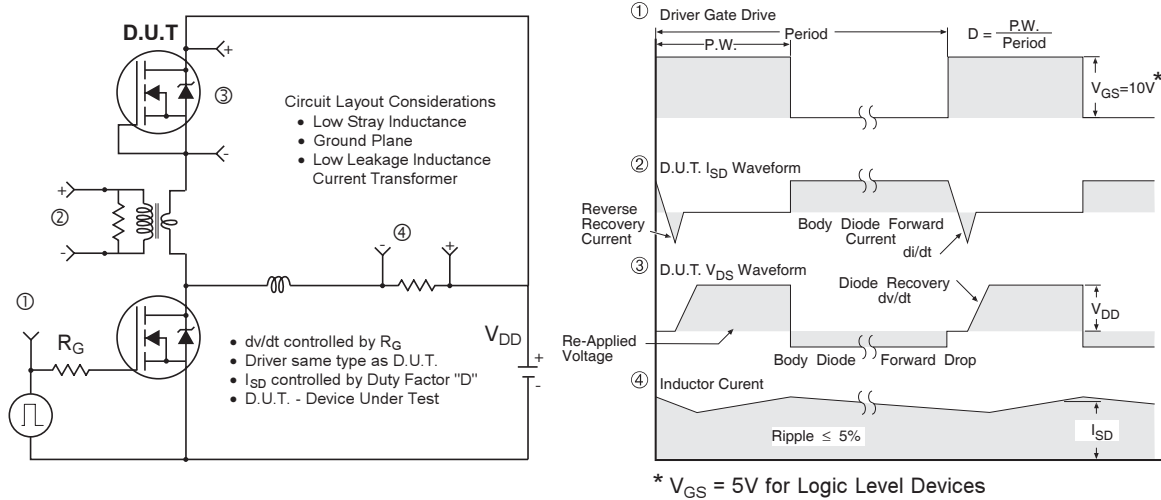 D.U.T
+
③
-
Circuit Layout Considerations
• Low Stray Inductance
• Ground Plane
• Low Leakage Inductance
Current Transformer
+
②
-
④
-
+
①
R_G
V_DD
+
-
• dv/dt controlled by R_G
• Driver same type as D.U.T.
• I_SD controlled by Duty Factor "D"
• D.U.T. - Device Under Test
① Driver Gate Drive
P.W.
Period
D = P.W. / Period
V_GS=10V*
② D.U.T. I_SD Waveform
Reverse
Recovery
Current
Body Diode Forward
Current
di/dt
③ D.U.T. V_DS Waveform
Diode Recovery
dv/dt
V_DD
Re-Applied
Voltage
Body Diode Forward Drop
④ Inductor Curent
Ripple ≤ 5%
I_SD
* V_GS = 5V for Logic Level Devices